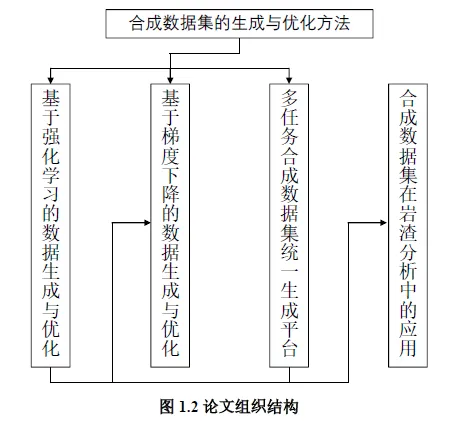 合成数据集的生成与优化方法
基于强化学习的数据生成与优化
基于梯度下降的数据生成与优化
多任务合成数据集统一生成平台
合成数据集在岩渣分析中的应用
图 1.2 论文组织结构